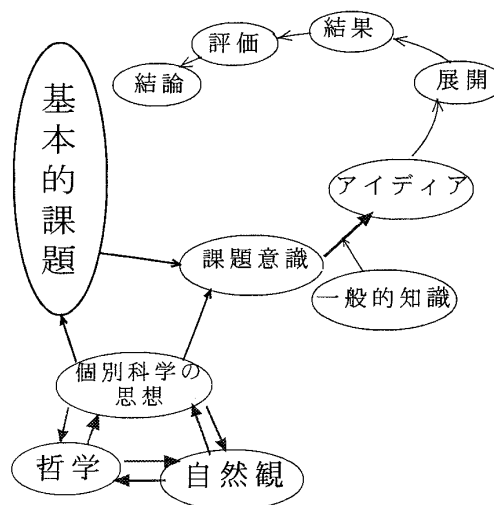 基本的課題
結論
評価
結果
展開
アイディア
課題意識
一般的知識
個別科学の
思想
哲学
自然観